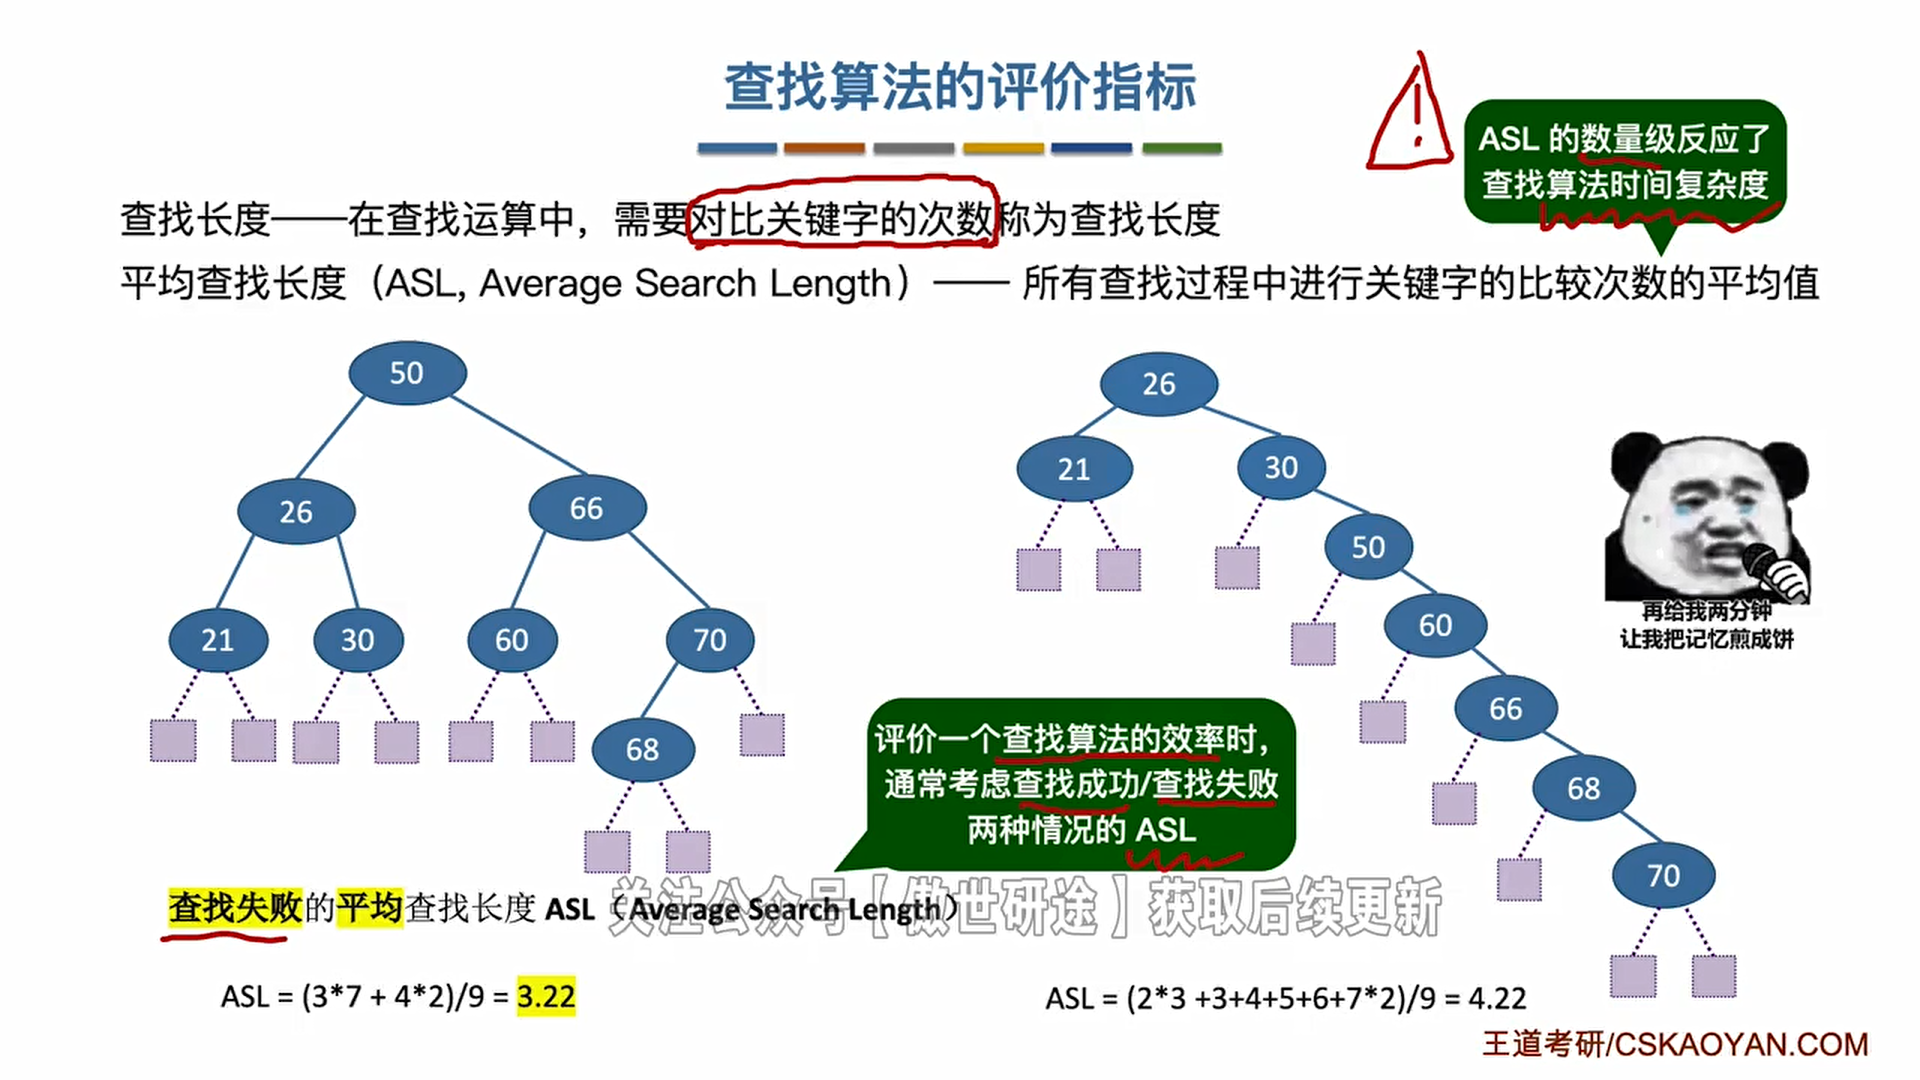 查找算法的评价指标
ASL 的数量级反应了
查找算法时间复杂度
查找长度——在查找运算中，需要对比关键字的次数称为查找长度
平均查找长度（ASL, Average Search Length）—— 所有查找过程中进行关键字的比较次数的平均值
50
26
66
21
30
60
70
68
26
21
30
50
60
66
68
70
再给我两分钟
让我把记忆煎成饼
评价一个查找算法的效率时，
通常考虑查找成功/查找失败
两种情况的 ASL
查找失败的平均查找长度 ASL（Average Search Length）
关注公众号【傲世研途】获取后续更新
ASL = (3*7 + 4*2)/9 = 3.22
ASL = (2*3 +3+4+5+6+7*2)/9 = 4.22
王道考研/CSKAOYAN.COM